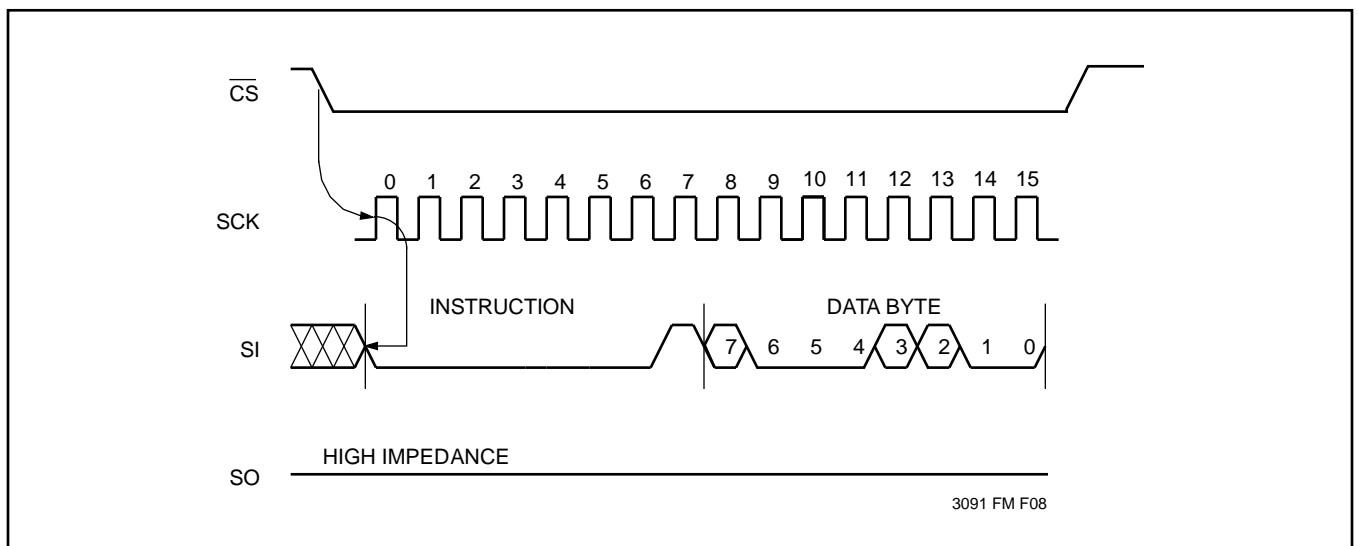 CS
0 1 2 3 4 5 6 7 8 9 10 11 12 13 14 15
SCK
INSTRUCTION DATA BYTE
SI 7 6 5 4 3 2 1 0
HIGH IMPEDANCE
SO
3091 FM F08